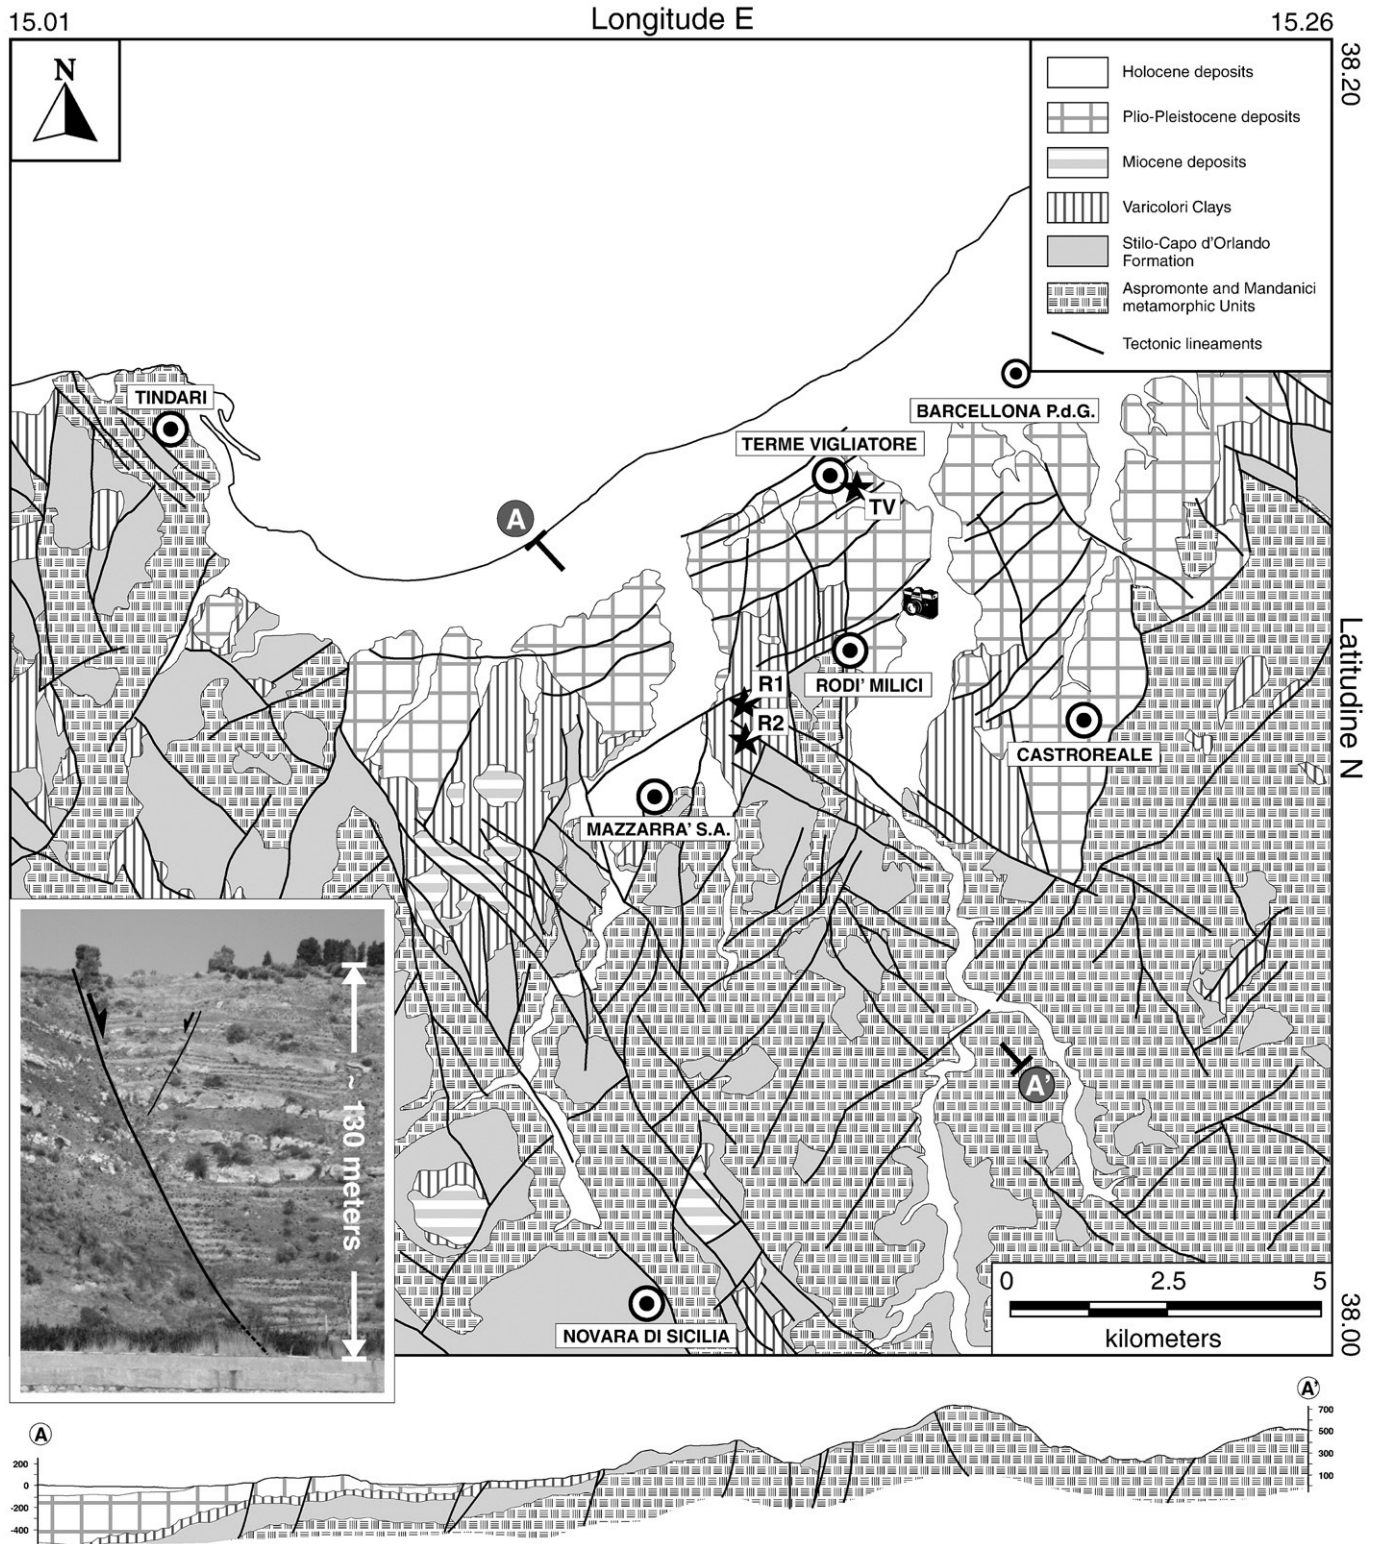 15.01
Longitude E
15.26
N
38.20
Holocene deposits
Plio-Pleistocene deposits
Miocene deposits
Varicolori Clays
Stilo-Capo d'Orlando
Formation
Aspromonte and Mandanici
metamorphic Units
Tectonic lineaments
TINDARI
BARCELLONA P.d.G.
TERME VIGLIATORE
TV
A
RODI' MILICI
R1
R2
CASTROREALE
MAZZARRA' S.A.
Latitudine N
~ 130 meters
A'
NOVARA DI SICILIA
0 2.5 5
kilometers
38.00
A
A'
700
500
300
100
200
0
-200
-400